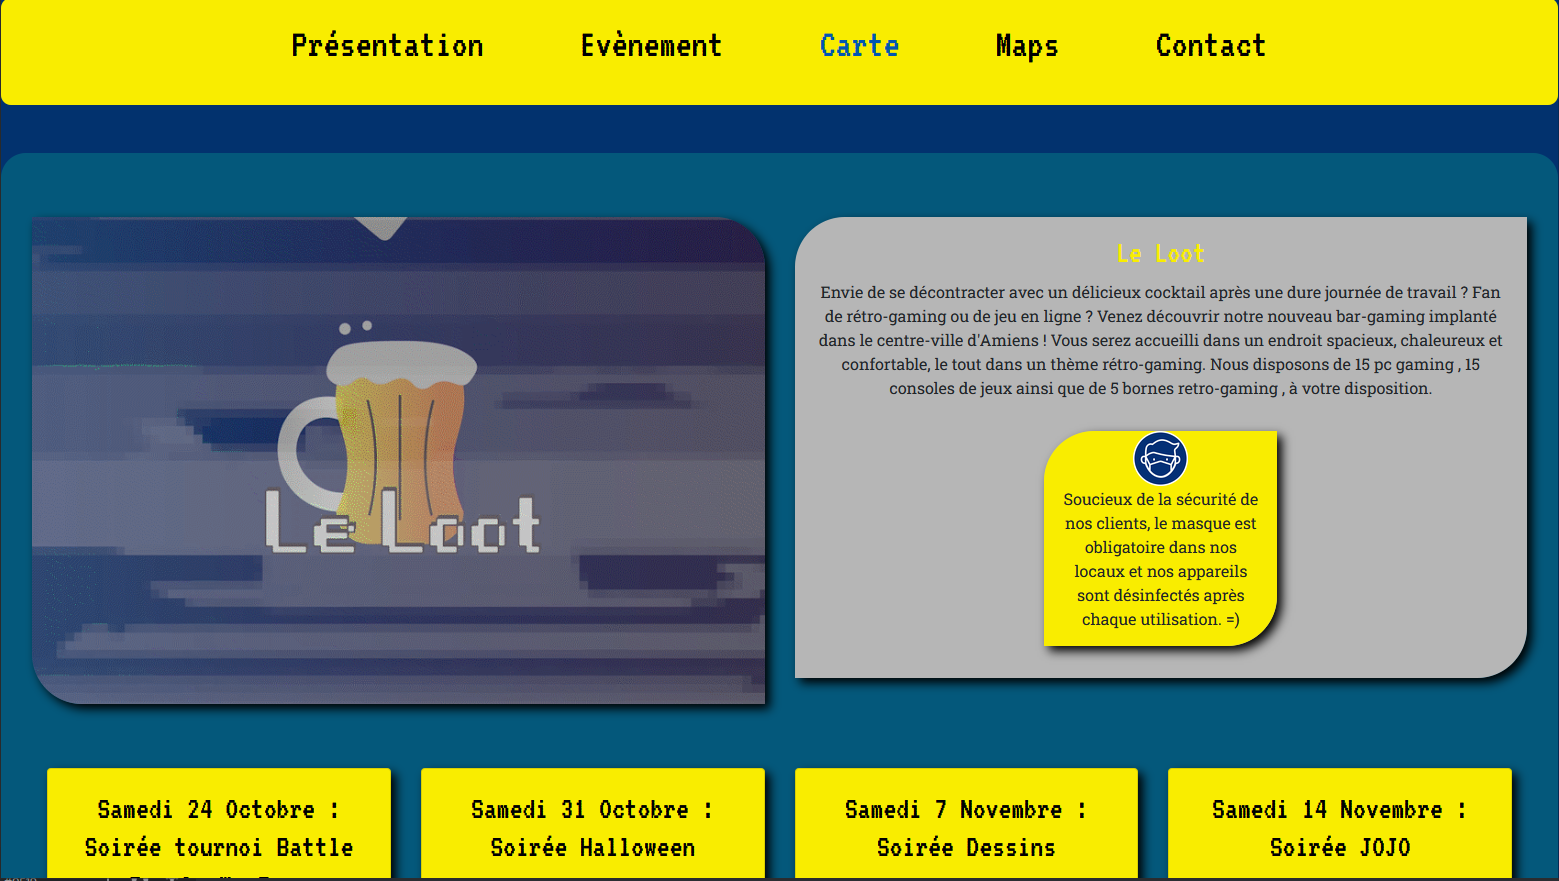 Présentation Evènement Carte Maps Contact
Le Loot
Le Loot
Envie de se décontracter avec un délicieux cocktail après une dure journée de travail ? Fan
de rétro-gaming ou de jeu en ligne ? Venez découvrir notre nouveau bar-gaming implanté
dans le centre-ville d'Amiens ! Vous serez accueilli dans un endroit spacieux, chaleureux et
confortable, le tout dans un thème rétro-gaming. Nous disposons de 15 pc gaming , 15
consoles de jeux ainsi que de 5 bornes retro-gaming , à votre disposition.
Soucieux de la sécurité de
nos clients, le masque est
obligatoire dans nos
locaux et nos appareils
sont désinfectés après
chaque utilisation. =)
Samedi 24 Octobre :
Soirée tournoi Battle
Samedi 31 Octobre :
Soirée Halloween
Samedi 7 Novembre :
Soirée Dessins
Samedi 14 Novembre :
Soirée JOJO